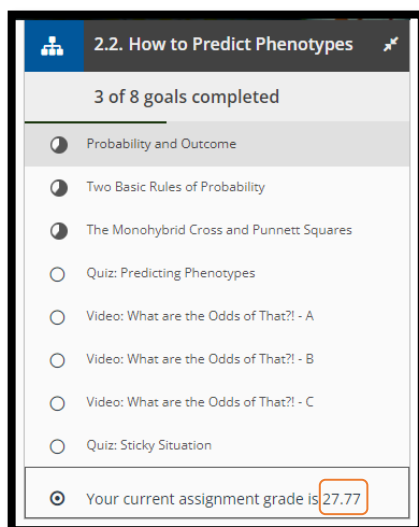 2.2. How to Predict Phenotypes
3 of 8 goals completed
Probability and Outcome
Two Basic Rules of Probability
The Monohybrid Cross and Punnett Squares
Quiz: Predicting Phenotypes
Video: What are the Odds of That?! - A
Video: What are the Odds of That?! - B
Video: What are the Odds of That?! - C
Quiz: Sticky Situation
Your current assignment grade is 27.77